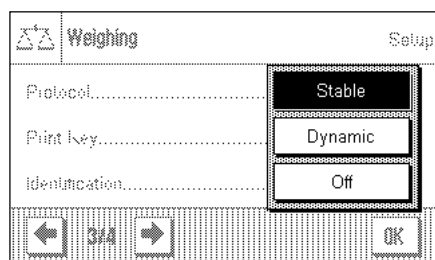 Weighing Setup
Protocol........................ Stable
Print Key........................ Dynamic
Identification........................ Off
3/4 OK